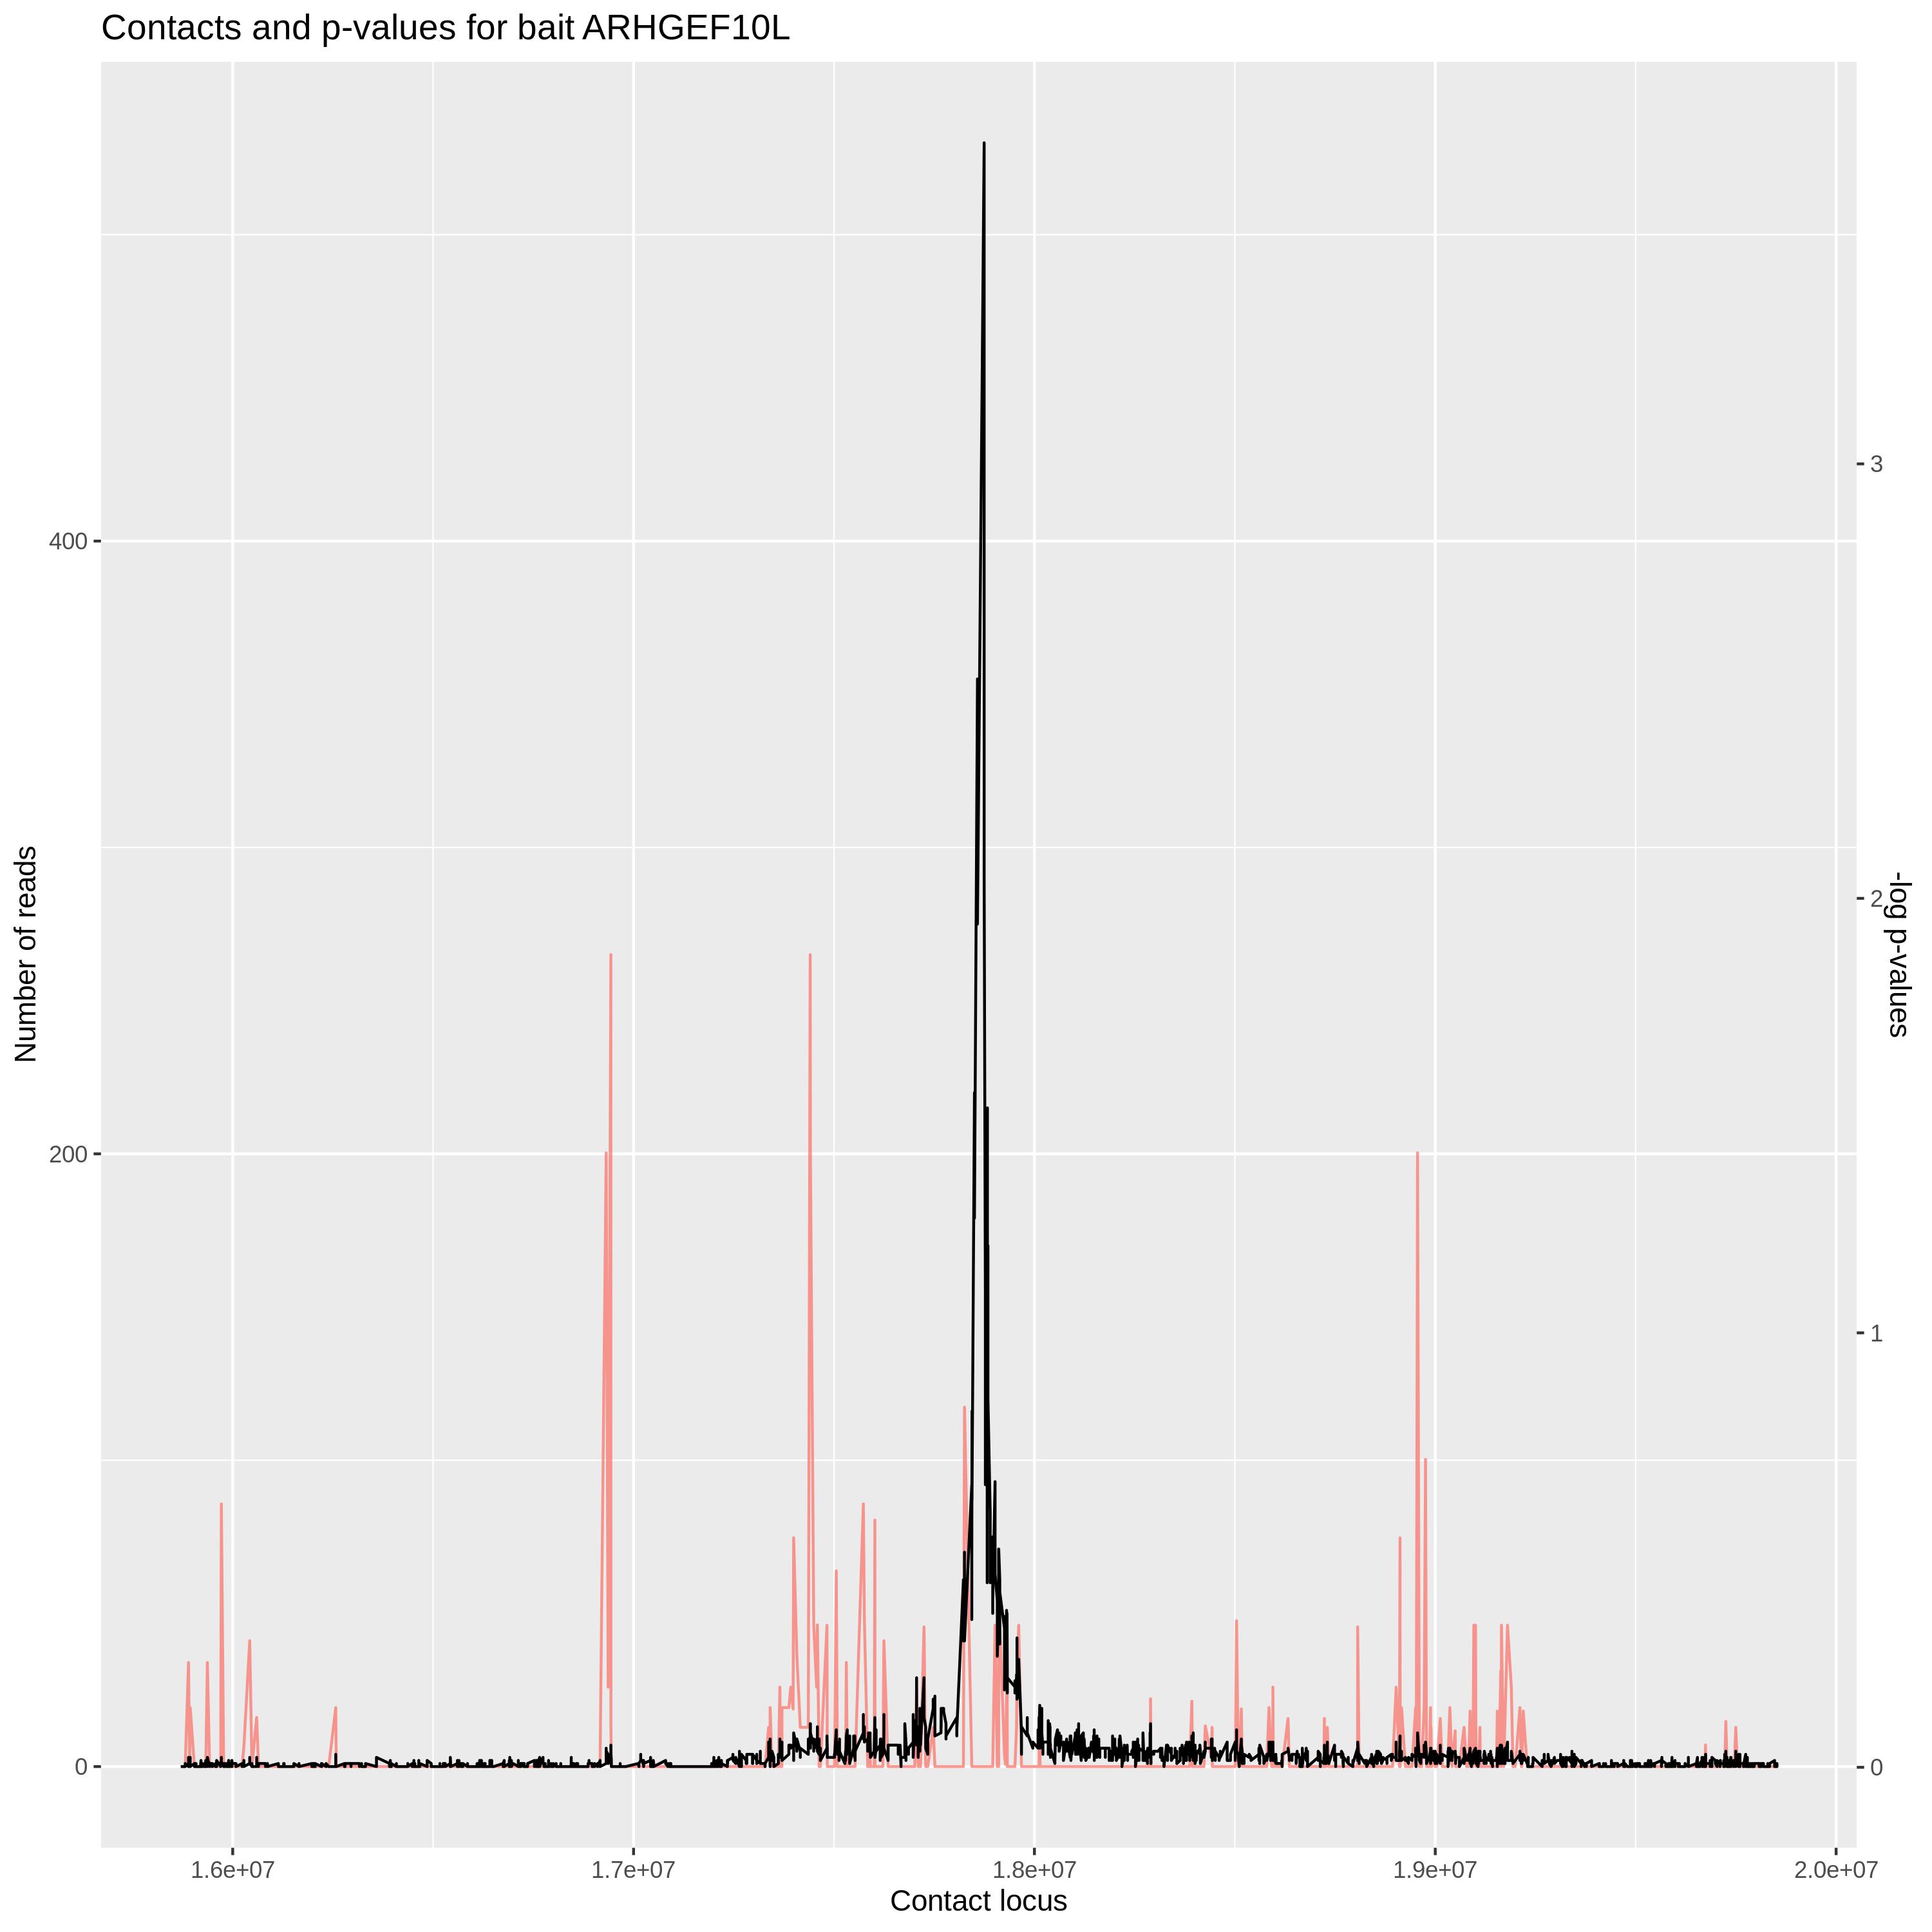 Contacts and p-values for bait ARHGEF10L
Number of reads
400
200
0
3
2
1
0
-log p-values
1.6e+07 1.7e+07 1.8e+07 1.9e+07 2.0e+07
Contact locus